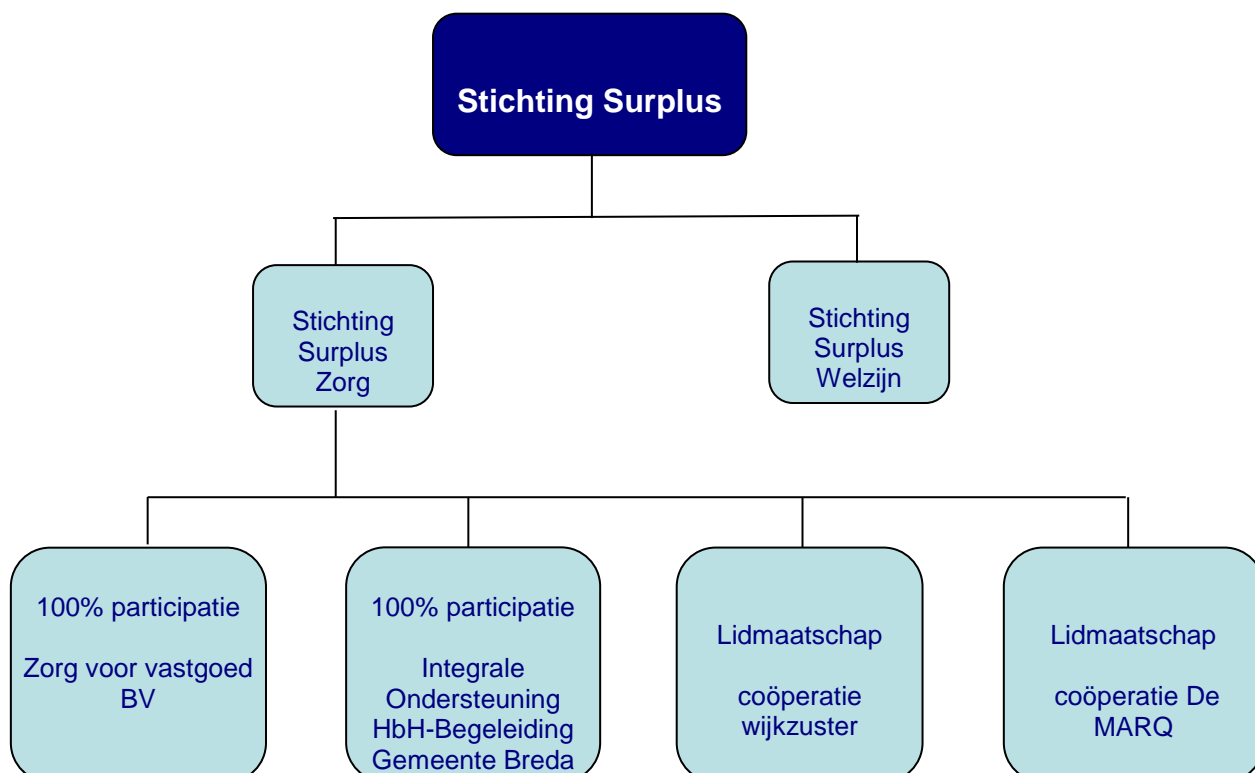 Stichting Surplus
Stichting
Surplus
Zorg
Stichting
Surplus
Welzijn
100% participatie
Zorg voor vastgoed
BV
100% participatie
Integrale
Ondersteuning
HbH-Begeleiding
Gemeente Breda
Lidmaatschap
coöperatie
wijkzuster
Lidmaatschap
coöperatie De
MARQ